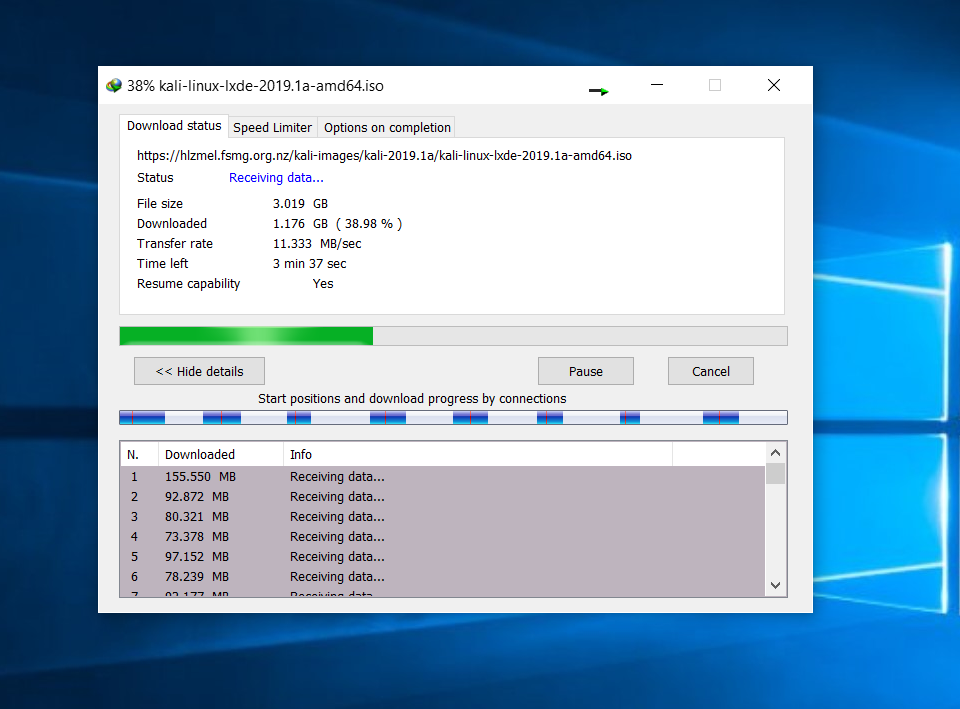 38% kali-linux-lxde-2019.1a-amd64.iso
Download status Speed Limiter Options on completion
https://hlzmel.fsmg.org.nz/kali-images/kali-2019.1a/kali-linux-lxde-2019.1a-amd64.iso
Status Receiving data...
File size 3.019 GB
Downloaded 1.176 GB ( 38.98 % )
Transfer rate 11.333 MB/sec
Time left 3 min 37 sec
Resume capability Yes
<< Hide details Pause Cancel
Start positions and download progress by connections
N. Downloaded Info
1 155.550 MB Receiving data...
2 92.872 MB Receiving data...
3 80.321 MB Receiving data...
4 73.378 MB Receiving data...
5 97.152 MB Receiving data...
6 78.239 MB Receiving data...
7 92.177 MB Receiving data...